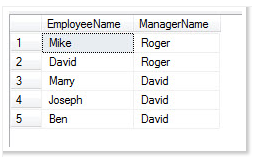 EmployeeName ManagerName
1 Mike Roger
2 David Roger
3 Marry David
4 Joseph David
5 Ben David